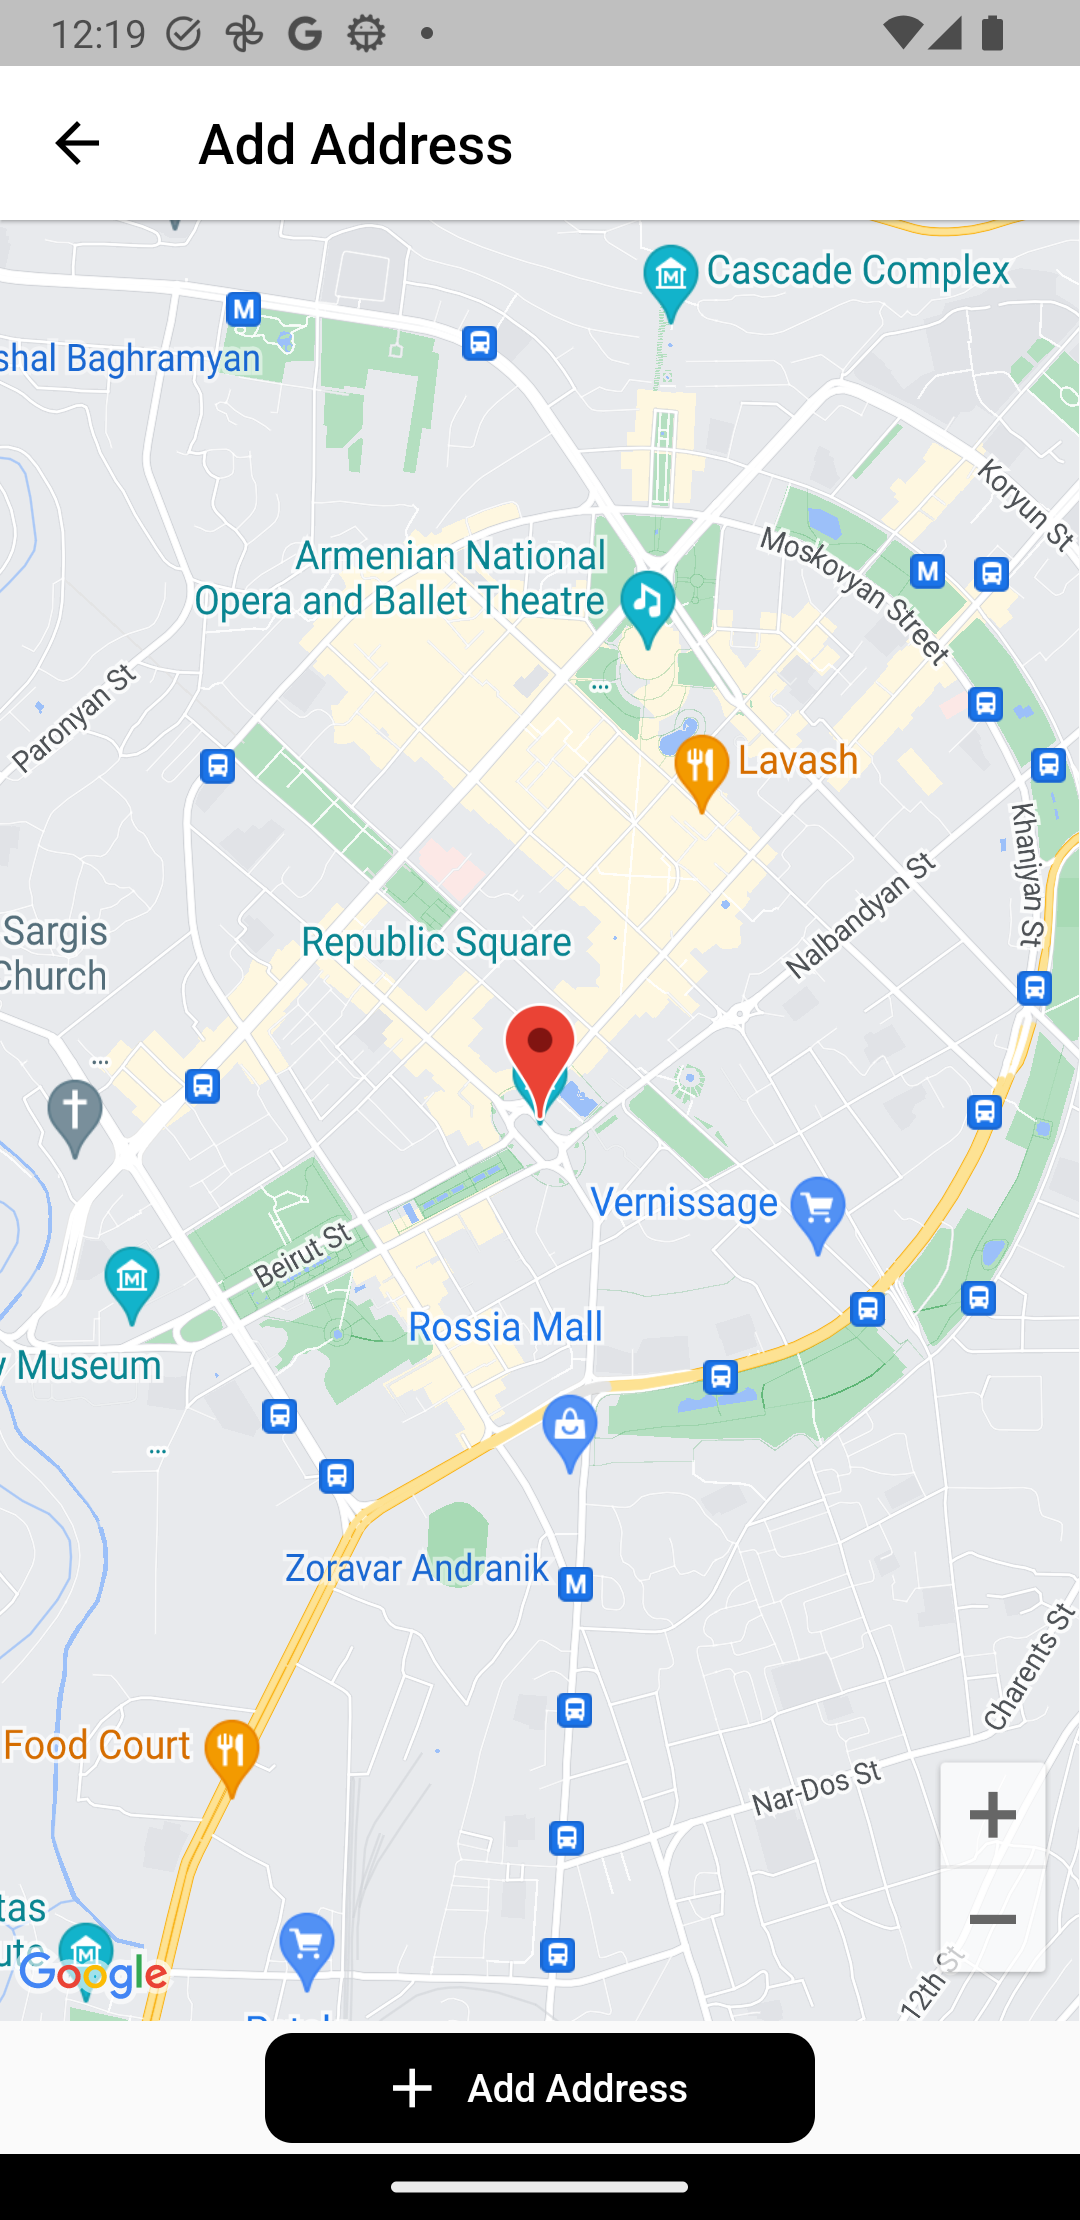 12:19
Add Address
Cascade Complex
M
shal Baghramyan
Koryun St
Armenian National
Opera and Ballet Theatre
Moskovyan Street
M
Paronyan St
Lavash
Khanjyan St
Nalbandyan St
Sargis
Church
Republic Square
Vernissage
Beirut St
Rossia Mall
y Museum
Zoravar Andranik
M
Charents St
Food Court
Nar-Dos St
+
−
tas
ute
12th St
Google
+ Add Address